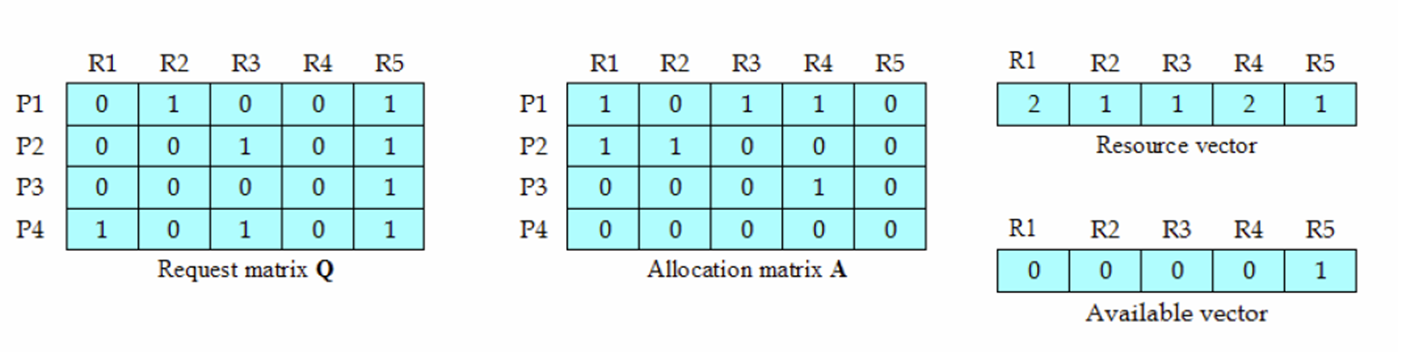 R1 R2 R3 R4 R5
P1 0 1 0 0 1
P2 0 0 1 0 1
P3 0 0 0 0 1
P4 1 0 1 0 1
Request matrix Q
R1 R2 R3 R4 R5
P1 1 0 1 1 0
P2 1 1 0 0 0
P3 0 0 0 1 0
P4 0 0 0 0 0
Allocation matrix A
R1 R2 R3 R4 R5
2 1 1 2 1
Resource vector
R1 R2 R3 R4 R5
0 0 0 0 1
Available vector